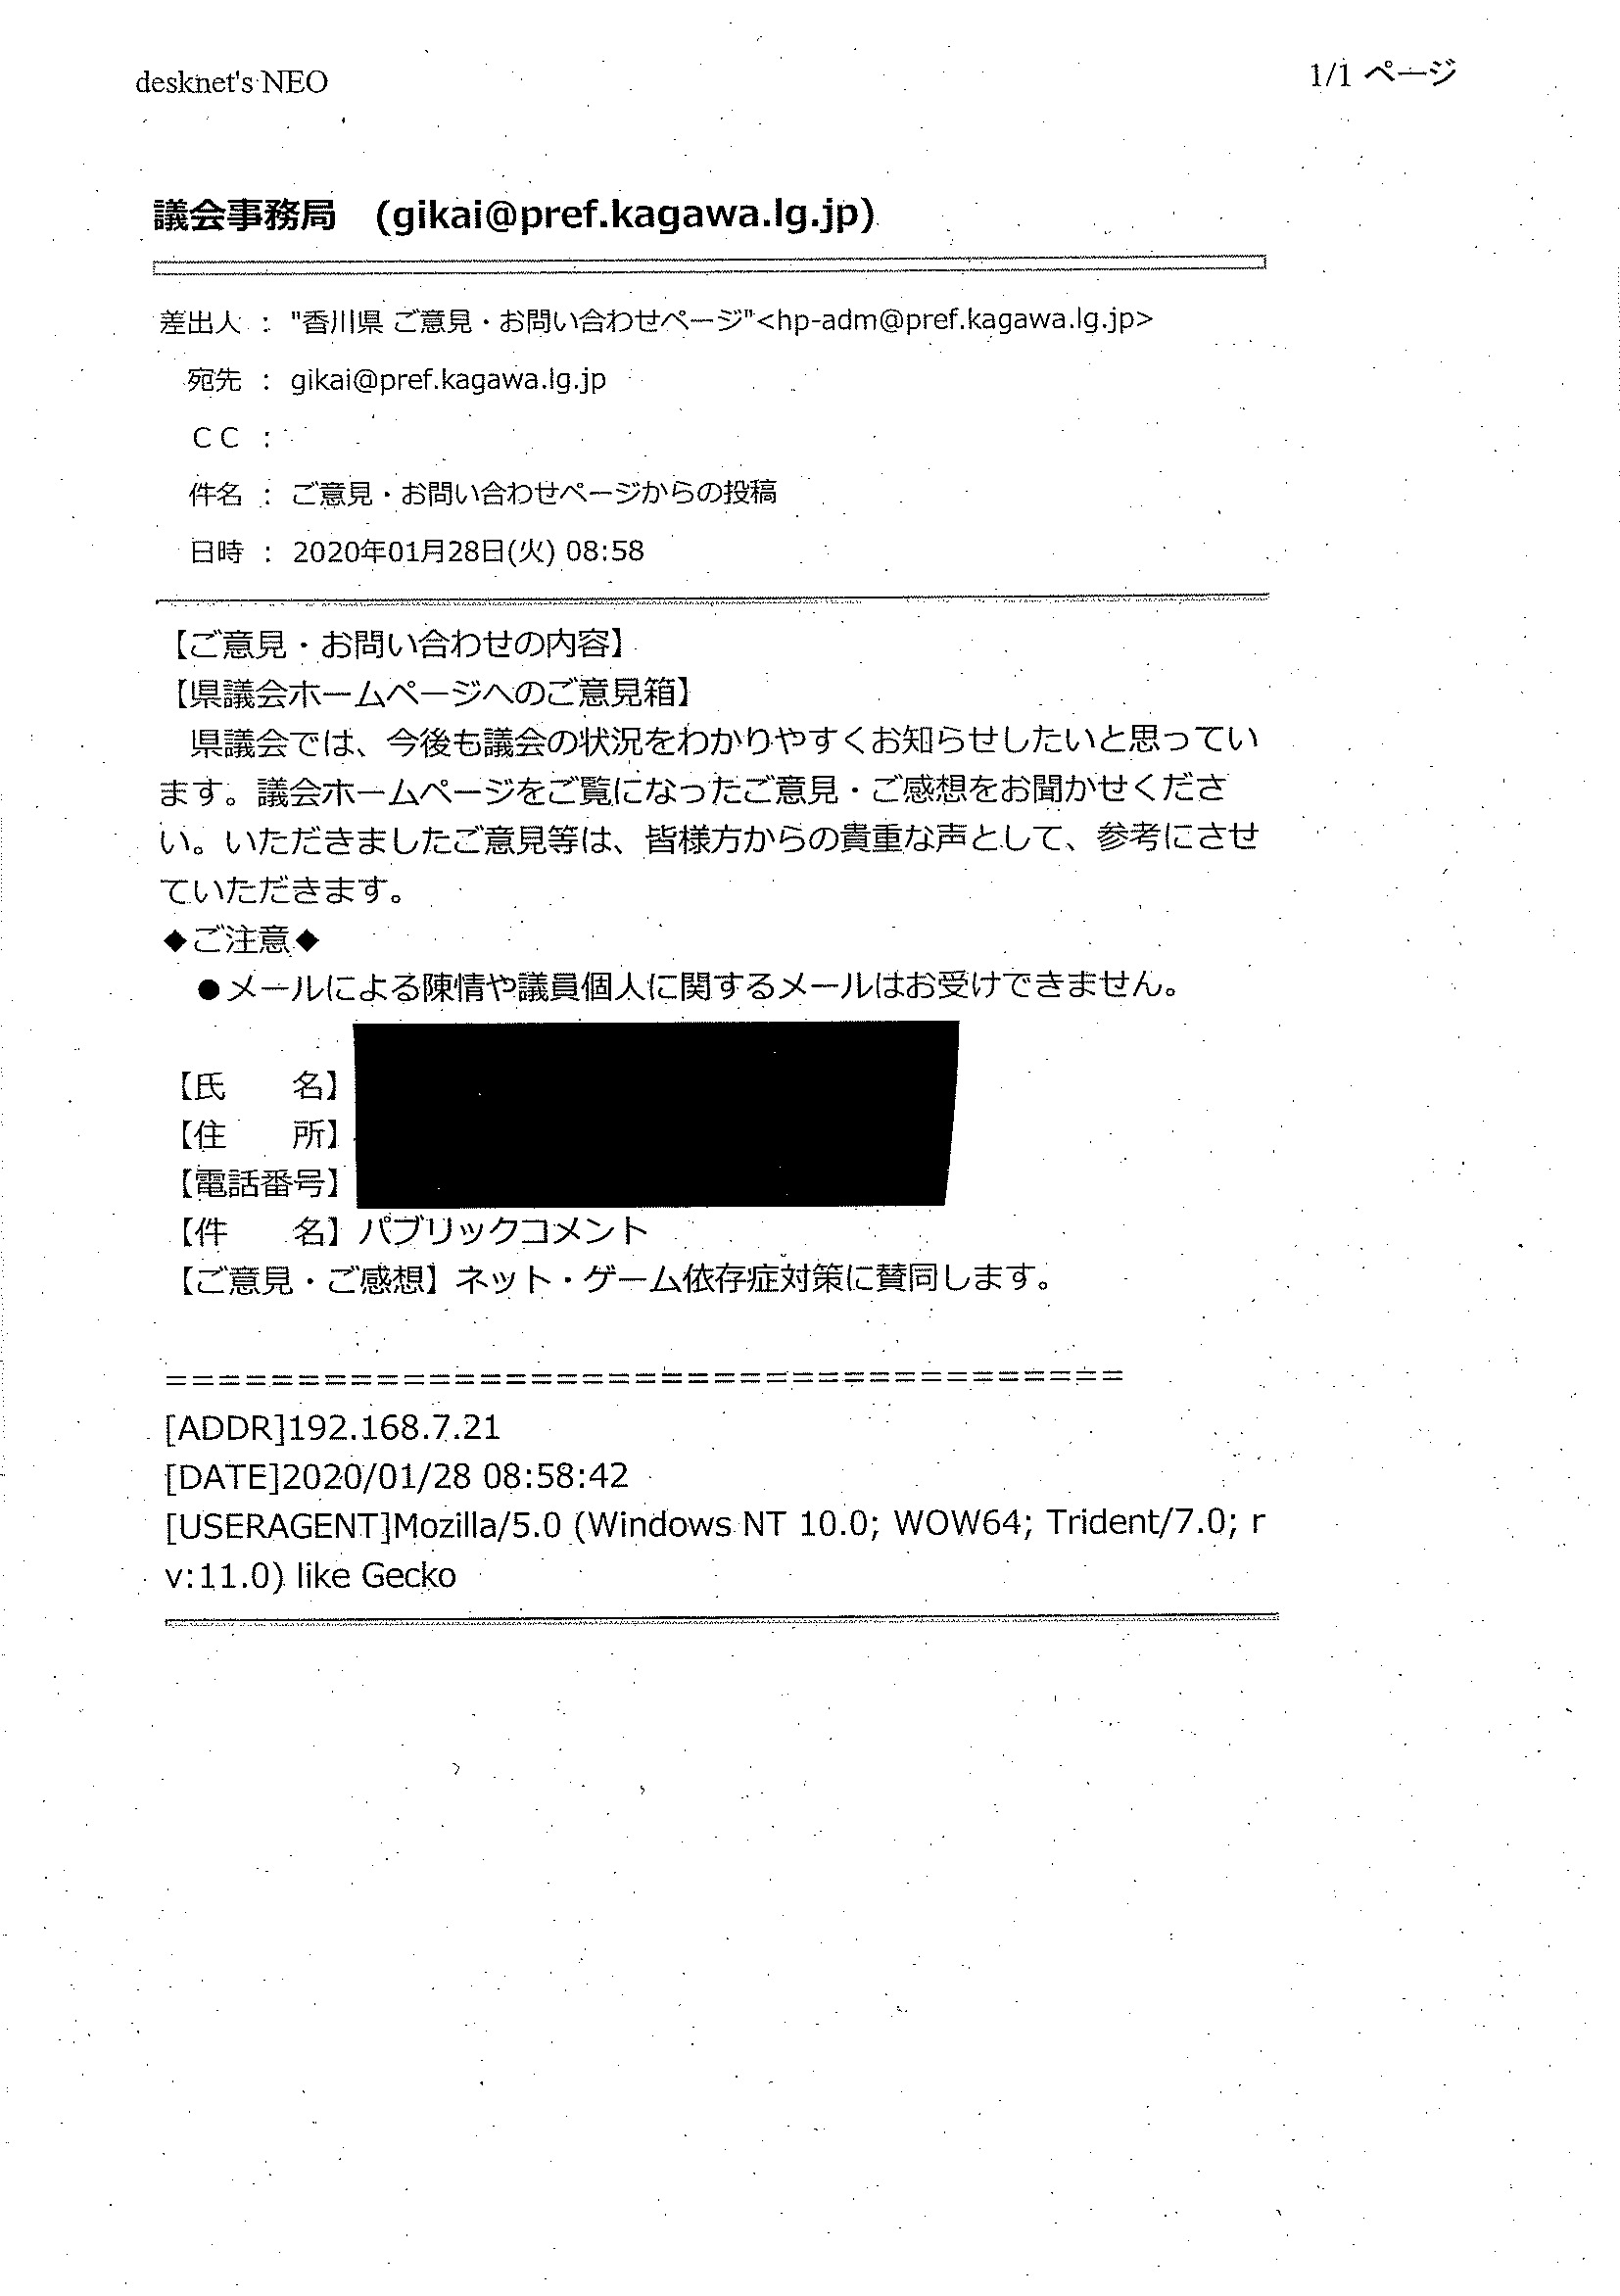 desknet's NEO
1/1 ページ
議会事務局　(gikai@pref.kagawa.lg.jp)
差出人 ： "香川県 ご意見・お問い合わせページ"<hp-adm@pref.kagawa.lg.jp>
宛先 ： gikai@pref.kagawa.lg.jp
ＣＣ ：
件名 ： ご意見・お問い合わせページからの投稿
日時 ： 2020年01月28日(火) 08:58
【ご意見・お問い合わせの内容】
【県議会ホームページへのご意見箱】
　県議会では、今後も議会の状況をわかりやすくお知らせしたいと思ってい
ます。議会ホームページをご覧になったご意見・ご感想をお聞かせくださ
い。いただきましたご意見等は、皆様方からの貴重な声として、参考にさせ
ていただきます。
◆ご注意◆
　●メールによる陳情や議員個人に関するメールはお受けできません。
【氏　　名】
【住　　所】
【電話番号】
【件　　名】パブリックコメント
【ご意見・ご感想】ネット・ゲーム依存症対策に賛同します。
=====================================
[ADDR]192.168.7.21
[DATE]2020/01/28 08:58:42
[USERAGENT]Mozilla/5.0 (Windows NT 10.0; WOW64; Trident/7.0; r
v:11.0) like Gecko